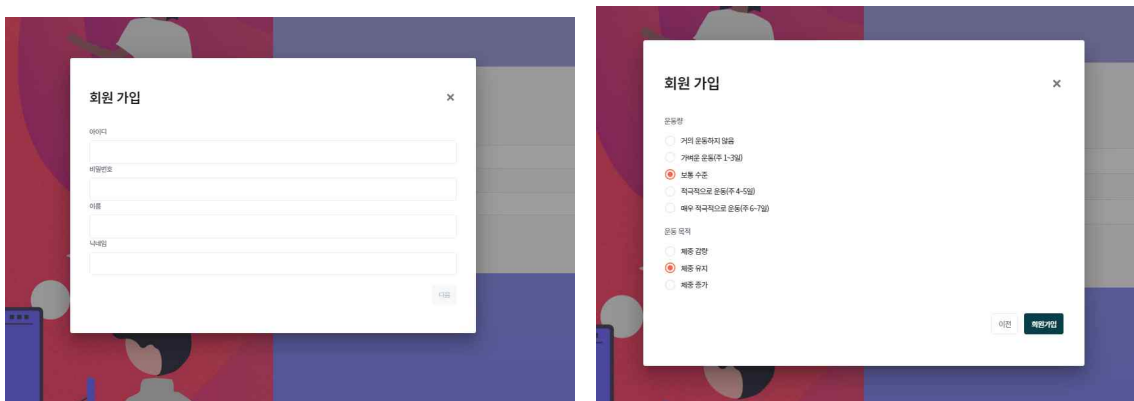 회원 가입
×
아이디
비밀번호
이름
닉네임
다음
회원 가입
×
운동량
거의 운동하지 않음
가벼운 운동(주 1~3일)
보통 수준
적극적으로 운동(주 4~5일)
매우 적극적으로 운동(주 6~7일)
운동 목적
체중 감량
체중 유지
체중 증가
이전 회원가입